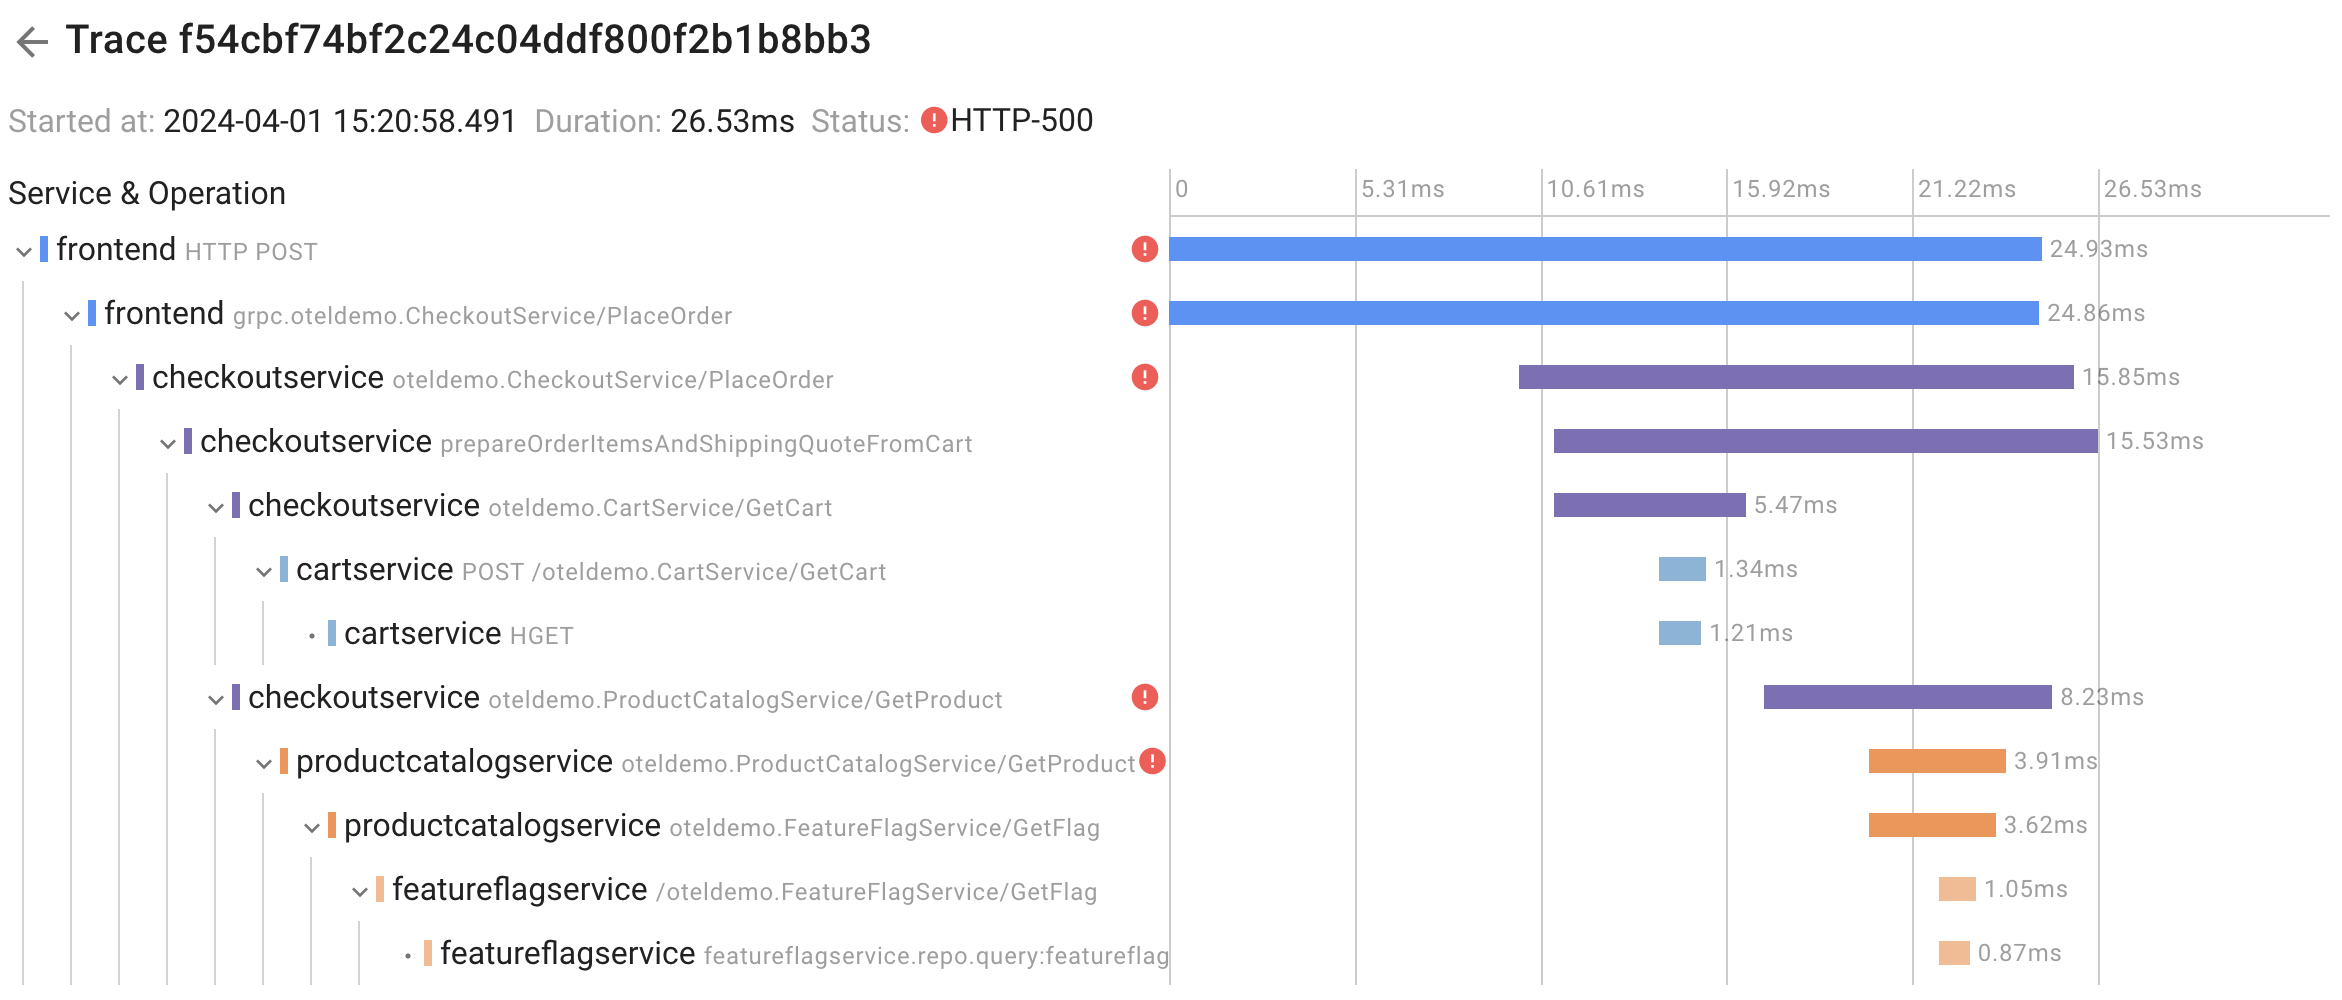 Trace f54cbf74bf2c24c04ddf800f2b1b8bb3
Started at: 2024-04-01 15:20:58.491 Duration: 26.53ms Status: HTTP-500
Service & Operation
0 5.31ms 10.61ms 15.92ms 21.22ms 26.53ms
frontend HTTP POST 24.93ms
frontend grpc.oteldemo.CheckoutService/PlaceOrder 24.86ms
checkoutservice oteldemo.CheckoutService/PlaceOrder 15.85ms
checkoutservice prepareOrderItemsAndShippingQuoteFromCart 15.53ms
checkoutservice oteldemo.CartService/GetCart 5.47ms
cartservice POST /oteldemo.CartService/GetCart 1.34ms
cartservice HGET 1.21ms
checkoutservice oteldemo.ProductCatalogService/GetProduct 8.23ms
productcatalogservice oteldemo.ProductCatalogService/GetProduct 3.91ms
productcatalogservice oteldemo.FeatureFlagService/GetFlag 3.62ms
featureflagservice /oteldemo.FeatureFlagService/GetFlag 1.05ms
featureflagservice featureflagservice.repo.query:featureflag 0.87ms